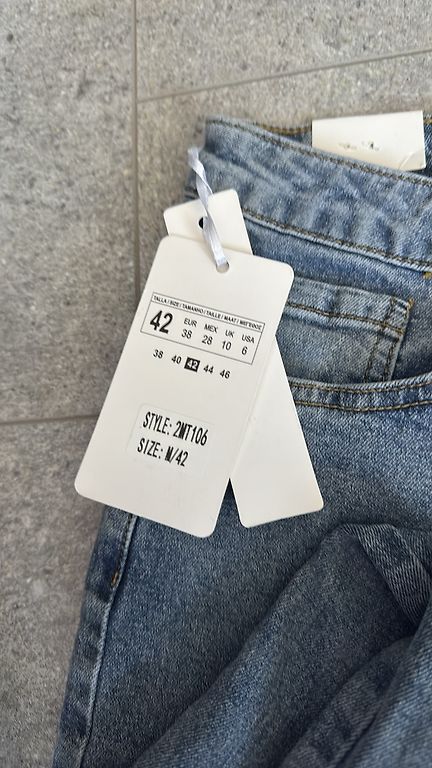 TALLA / SIZE / TAMANHO / TAILLE / MAAT / ΜΕΓΕΘΟΣ
42 EUR MEX UK USA
38 28 10 6
38 40 42 44 46
STYLE: 2MT106
SIZE: M/42